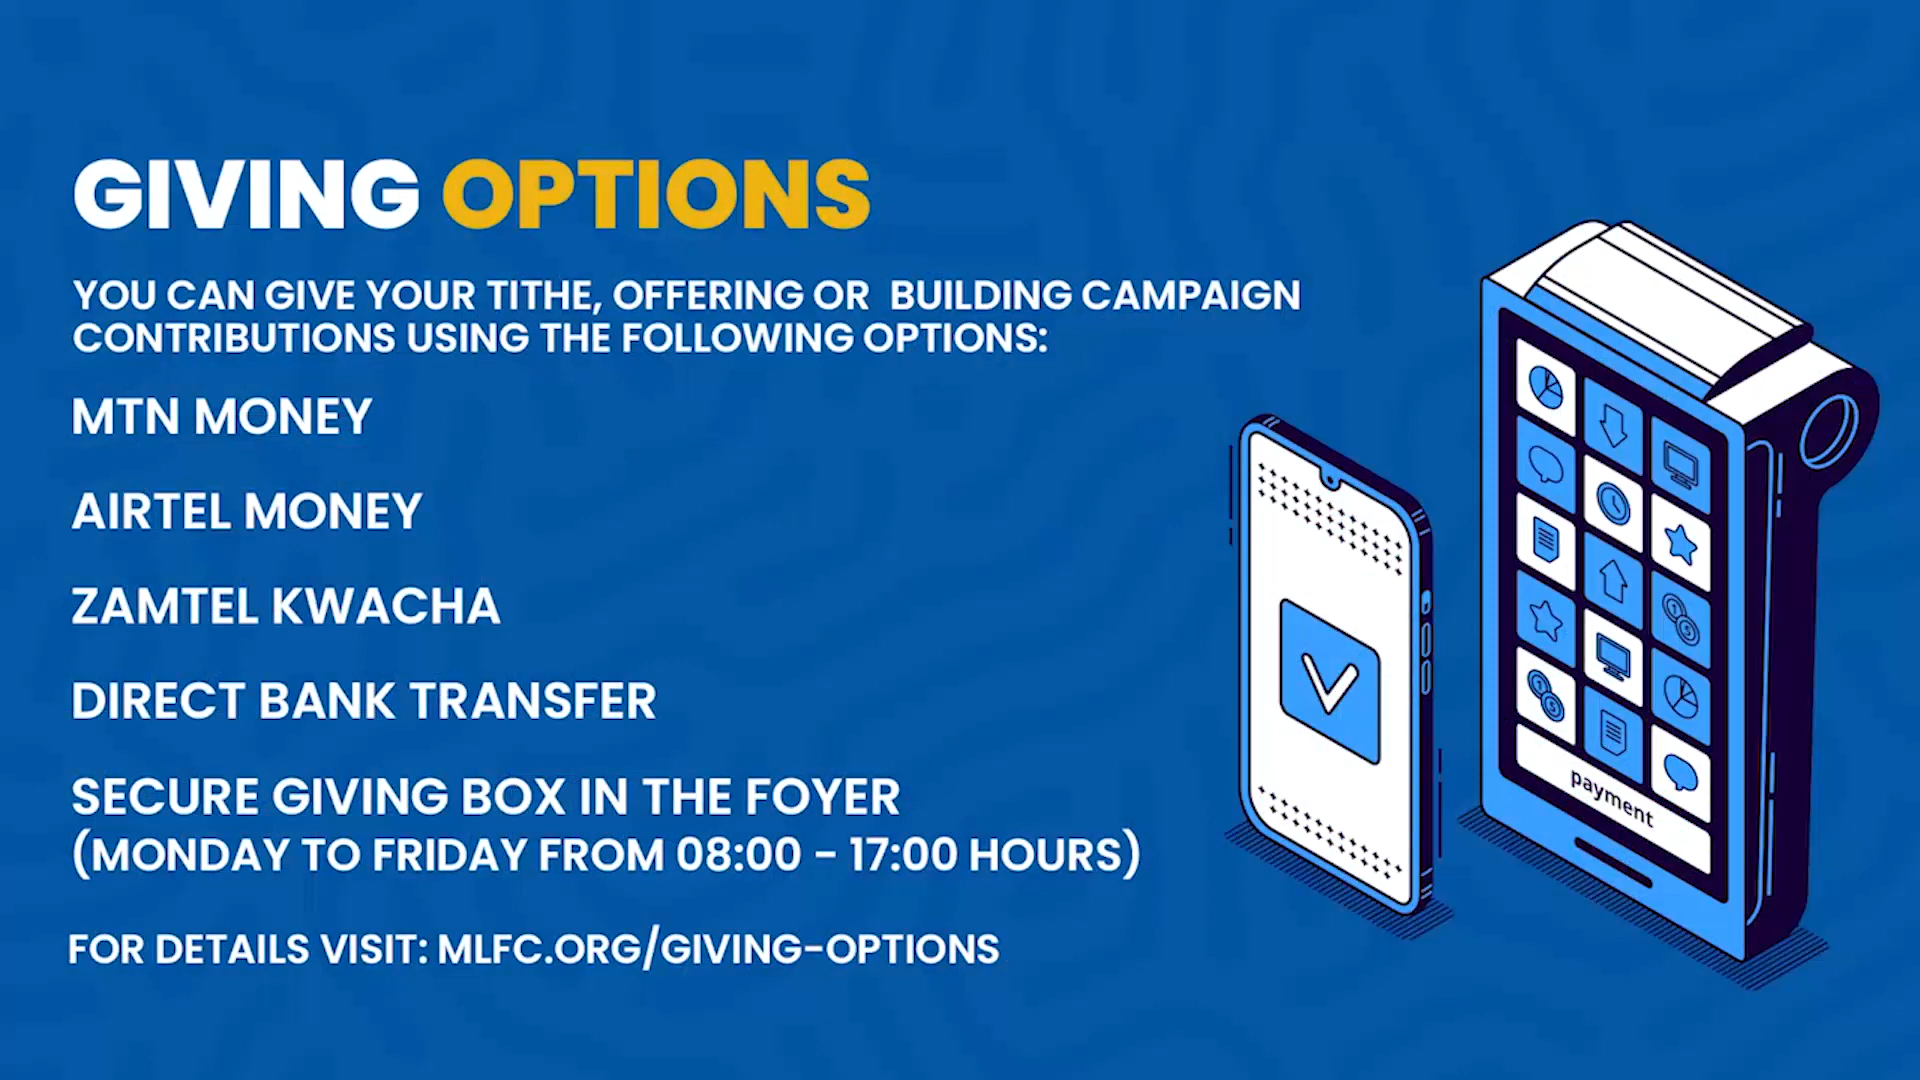 GIVING OPTIONS
YOU CAN GIVE YOUR TITHE, OFFERING OR BUILDING CAMPAIGN
CONTRIBUTIONS USING THE FOLLOWING OPTIONS:
MTN MONEY
AIRTEL MONEY
ZAMTEL KWACHA
DIRECT BANK TRANSFER
SECURE GIVING BOX IN THE FOYER
(MONDAY TO FRIDAY FROM 08:00 - 17:00 HOURS)
FOR DETAILS VISIT: MLFC.ORG/GIVING-OPTIONS
payment